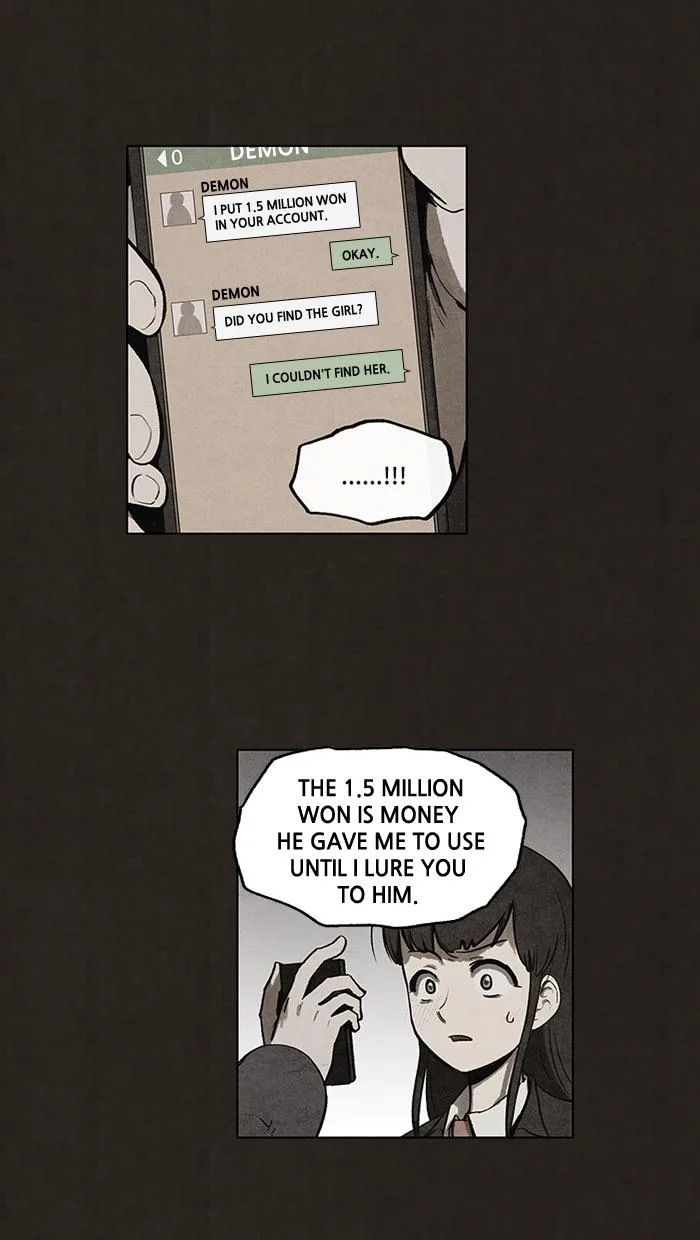 0 DEMON
DEMON
I PUT 1.5 MILLION WON
IN YOUR ACCOUNT.
OKAY.
DEMON
DID YOU FIND THE GIRL?
I COULDN'T FIND HER.
......!!!
THE 1.5 MILLION
WON IS MONEY
HE GAVE ME TO USE
UNTIL I LURE YOU
TO HIM.